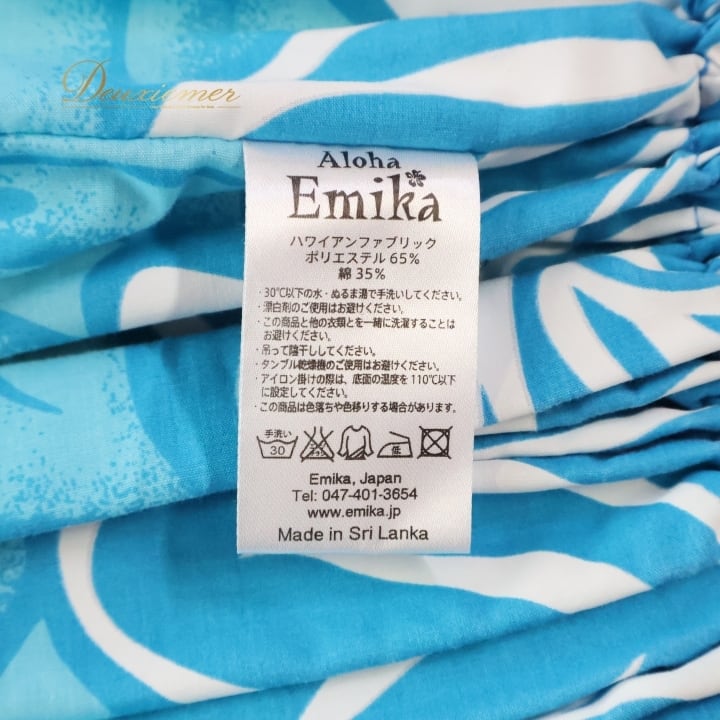 Deuxiemer
Aloha
Emika
ハワイアンファブリック
ポリエステル 65%
綿 35%
・30℃以下の水・ぬるま湯で手洗いしてください。
・漂白剤のご使用はお避けください。
・この商品と他の衣類とを一緒に洗濯することは
お避けください。
・吊って陰干ししてください。
・タンブル乾燥機のご使用はお避けください。
・アイロン掛けの際は、底面の温度を110℃以下
に設定してください。
・この商品は色落ちや色移りする場合があります。
手洗い
30
低
Emika, Japan
Tel: 047-401-3654
www.emika.jp
Made in Sri Lanka